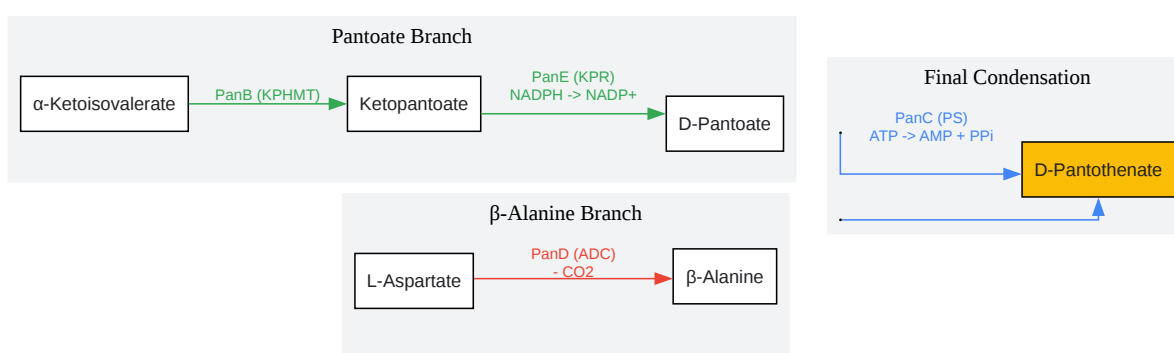 Pantoate Branch
α-Ketoisovalerate
PanB (KPHMT)
Ketopantoate
PanE (KPR)
NADPH -> NADP+
D-Pantoate
Final Condensation
PanC (PS)
ATP -> AMP + PPi
D-Pantothenate
β-Alanine Branch
L-Aspartate
PanD (ADC)
- CO2
β-Alanine